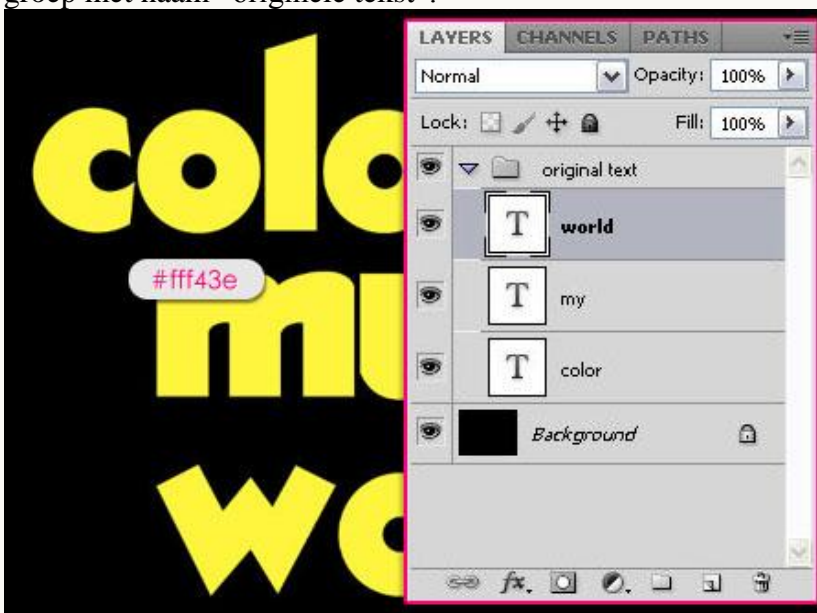 groep met naam "originele tekst".
LAYERS CHANNELS PATHS
Normal Opacity: 100%
Lock: Fill: 100%
original text
T world
T my
T color
Background
colo
#fff43e
mu
wo